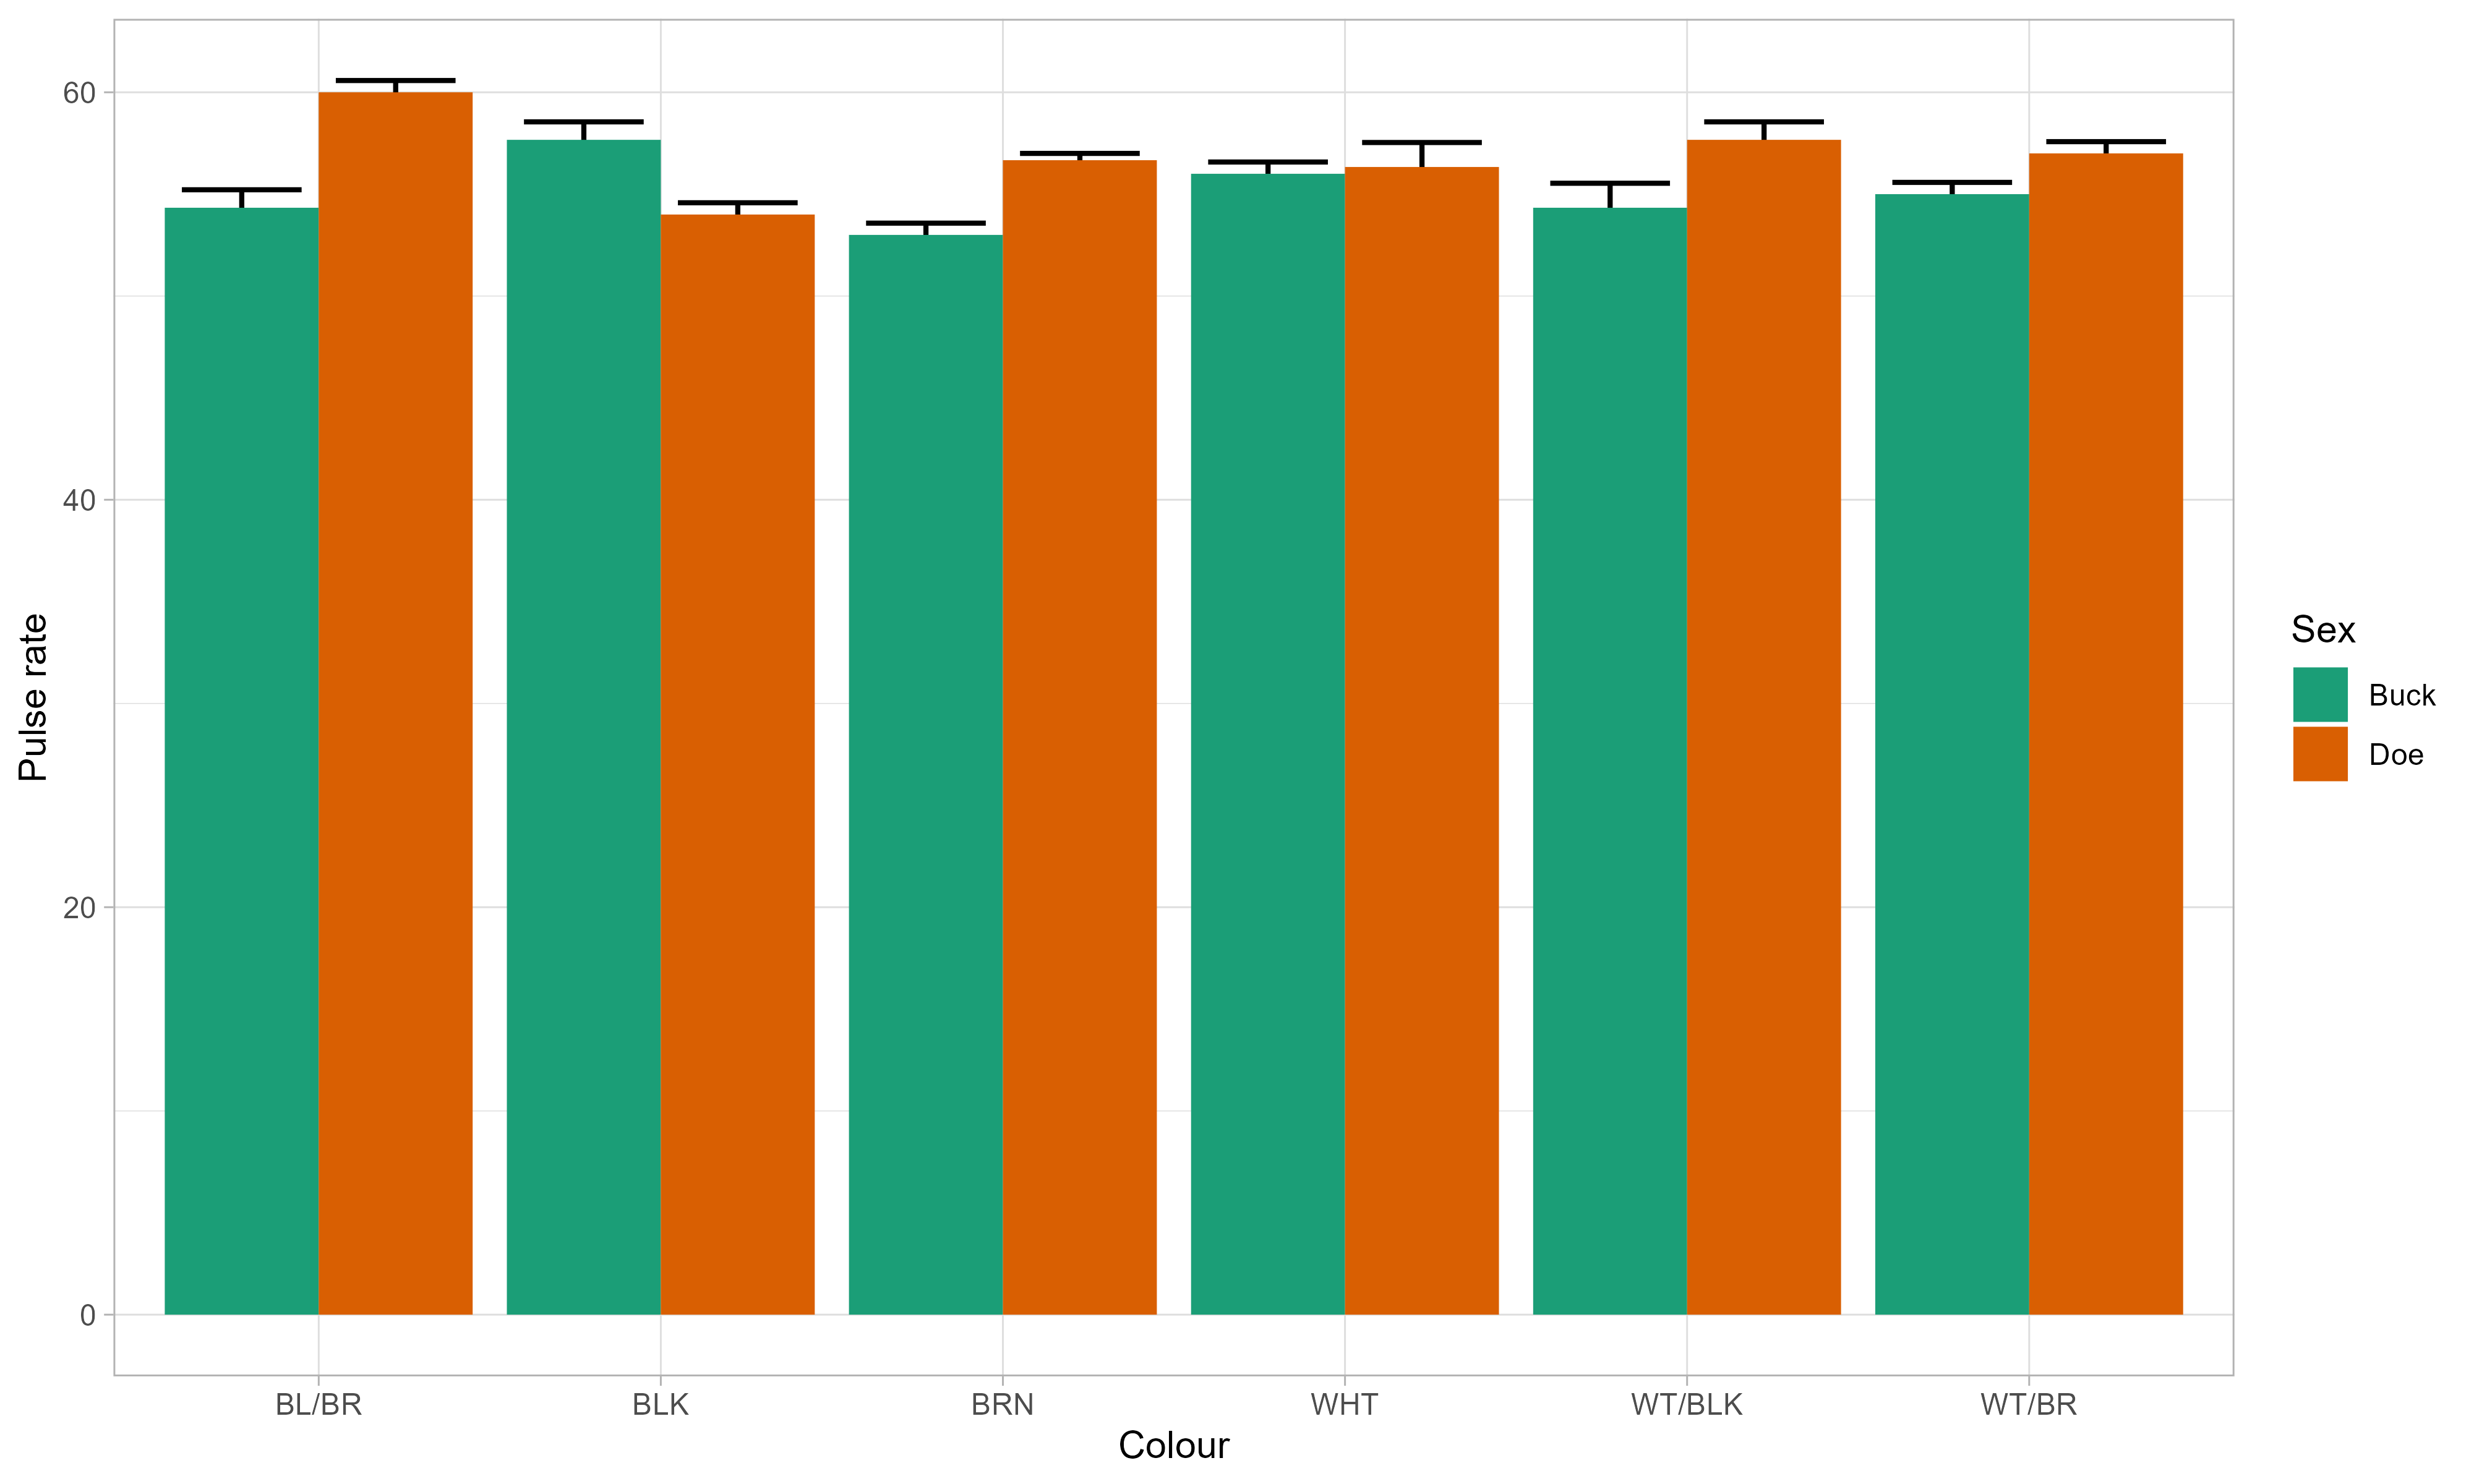 60
40
20
0
Pulse rate
BL/BR BLK BRN WHT WT/BLK WT/BR
Colour
Sex
Buck
Doe